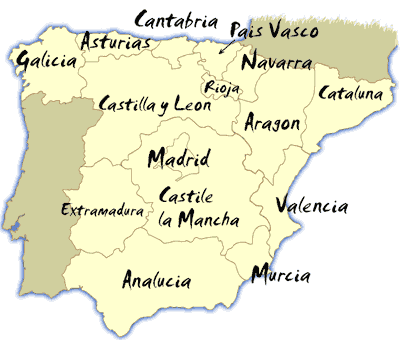 Cantabria
Pais Vasco
Asturias
Galicia
Navarra
Rioja
Cataluna
Castilla y Leon
Aragon
Madrid
Castile
la Mancha
Extramadura
Valencia
Analucia
Murcia